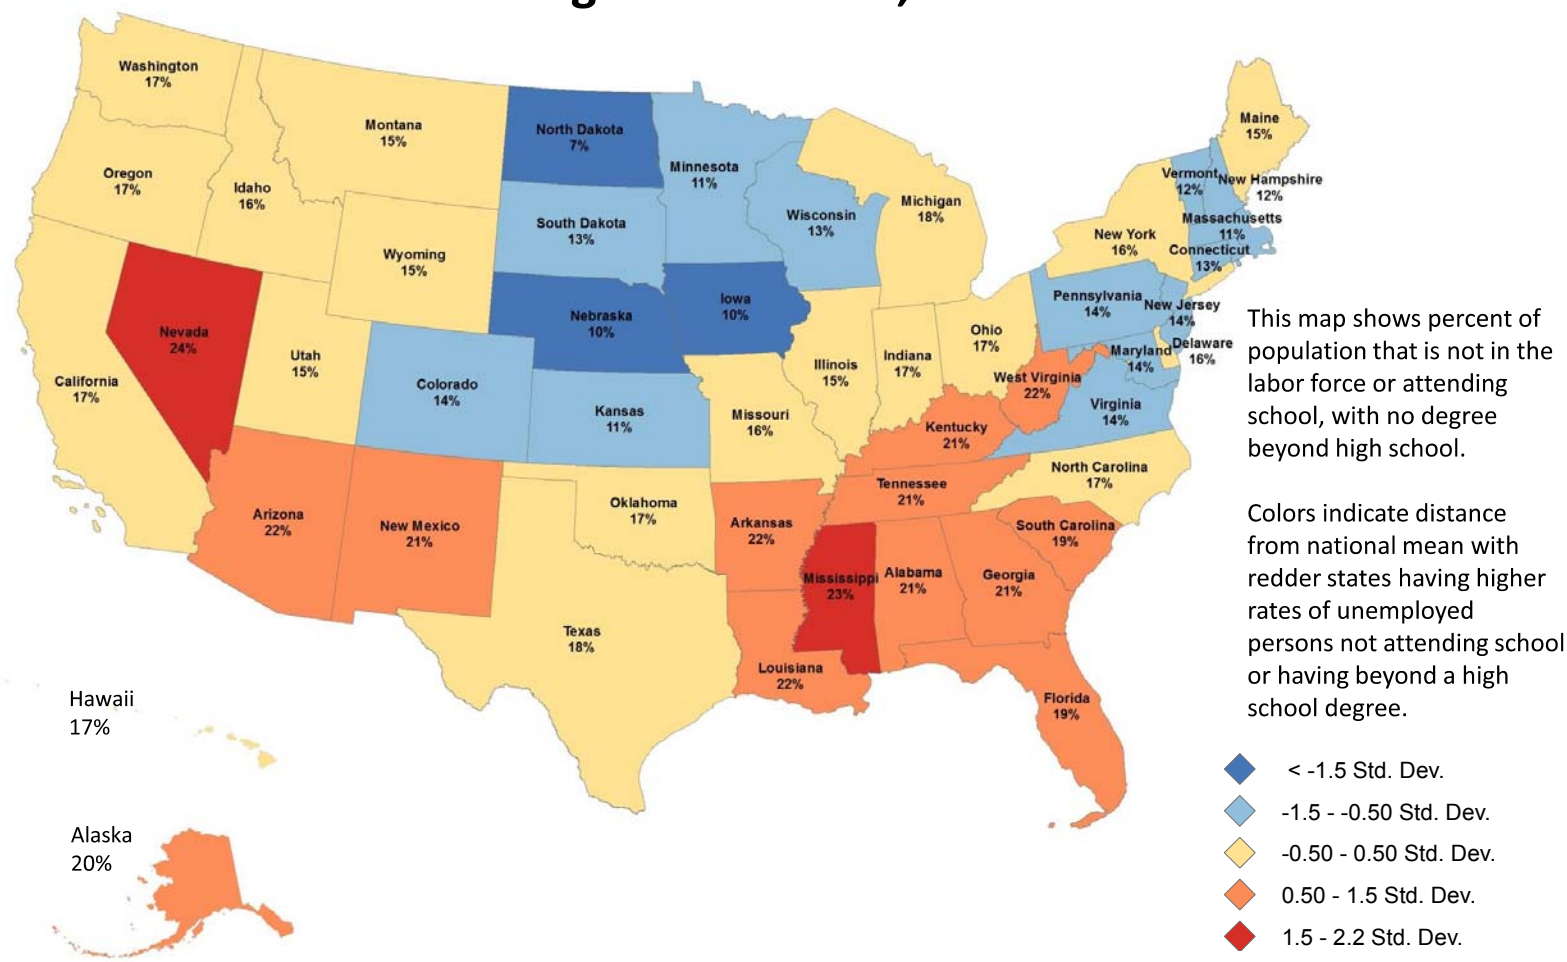 Washington
17%
Montana
15%
North Dakota
7%
Minnesota
11%
Maine
15%
Oregon
17%
Idaho
16%
Vermont
12%
New Hampshire
12%
South Dakota
13%
Wisconsin
13%
Michigan
18%
Massachusetts
11%
New York
16%
Connecticut
13%
Wyoming
15%
Nevada
24%
Nebraska
10%
Iowa
10%
Pennsylvania
14%
New Jersey
14%
Ohio
17%
Utah
15%
Colorado
14%
California
17%
Illinois
15%
Indiana
17%
Maryland
14%
Delaware
16%
West Virginia
22%
Kansas
11%
Missouri
16%
Kentucky
21%
Virginia
14%
North Carolina
17%
Tennessee
21%
Arizona
22%
New Mexico
21%
Oklahoma
17%
Arkansas
22%
South Carolina
19%
Mississippi
23%
Alabama
21%
Georgia
21%
Texas
18%
Louisiana
22%
Florida
19%
Hawaii
17%
Alaska
20%
This map shows percent of
population that is not in the
labor force or attending
school, with no degree
beyond high school.
Colors indicate distance
from national mean with
redder states having higher
rates of unemployed
persons not attending school
or having beyond a high
school degree.
< -1.5 Std. Dev.
-1.5 - -0.50 Std. Dev.
-0.50 - 0.50 Std. Dev.
0.50 - 1.5 Std. Dev.
1.5 - 2.2 Std. Dev.